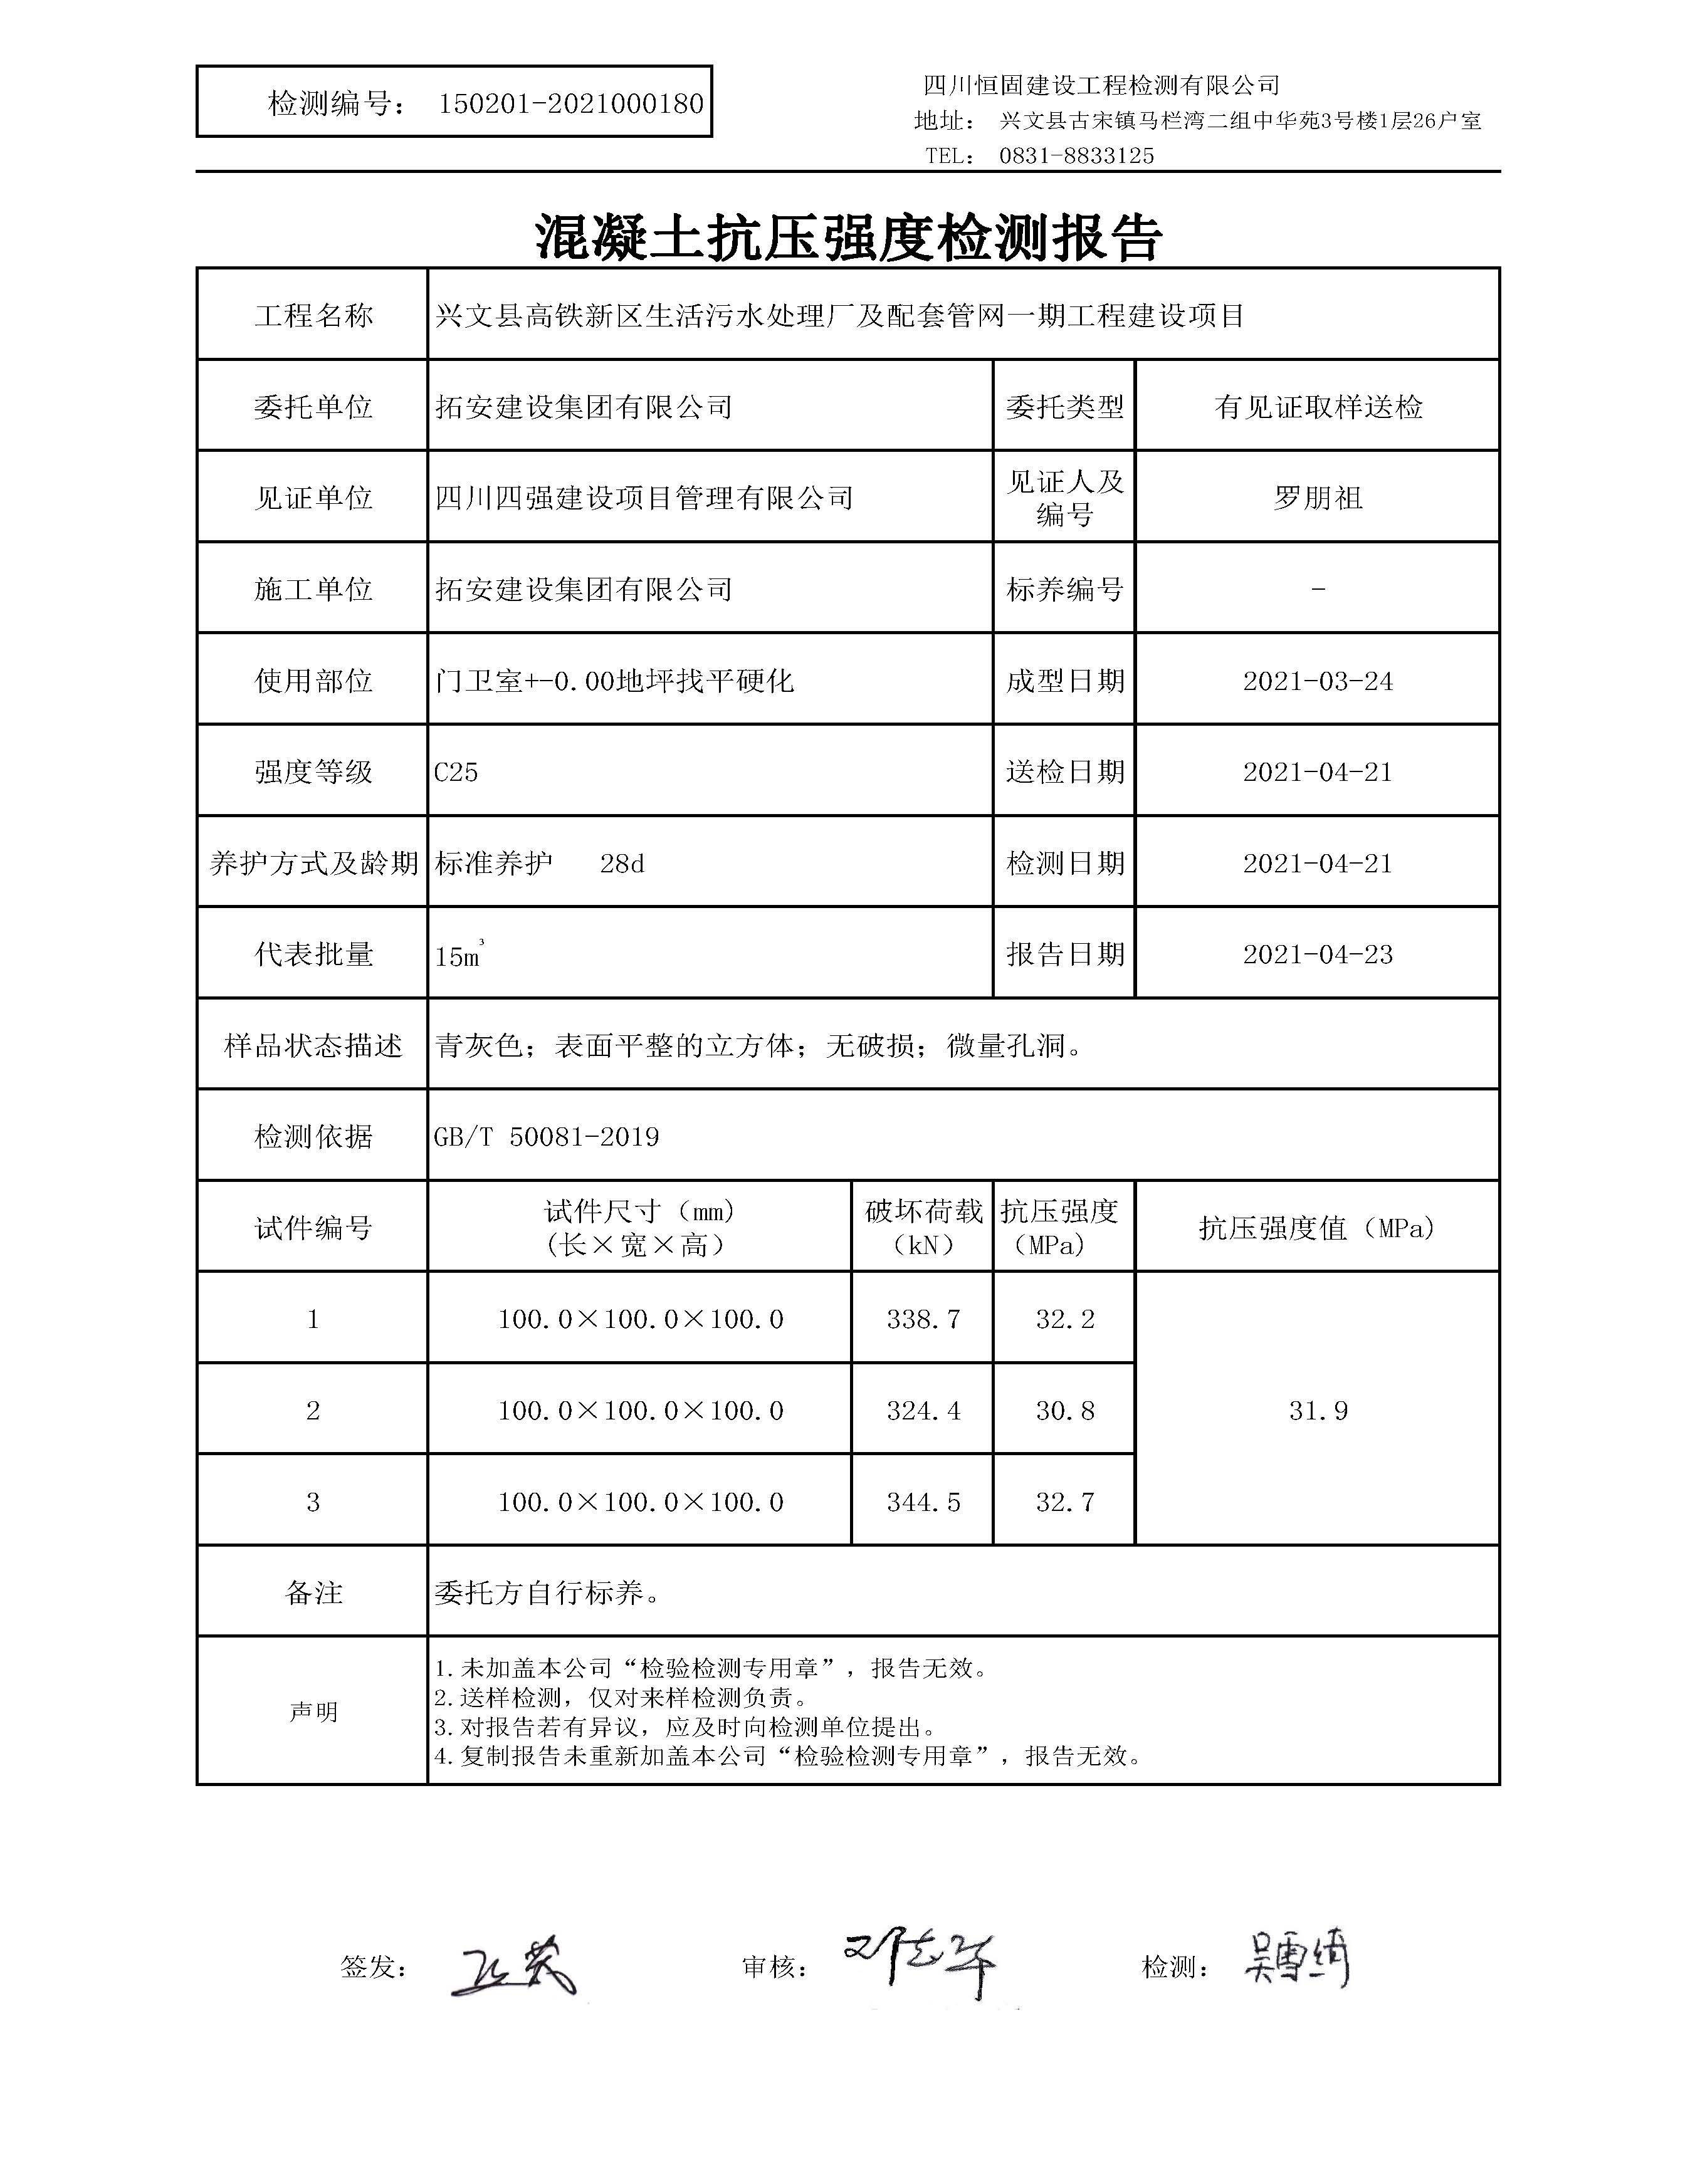 检测编号： 150201-2021000180
四川恒固建设工程检测有限公司
地址： 兴文县古宋镇马栏湾二组中华苑3号楼1层26户室
TEL： 0831-8833125
混凝土抗压强度检测报告
工程名称 兴文县高铁新区生活污水处理厂及配套管网一期工程建设项目
委托单位 拓安建设集团有限公司 委托类型 有见证取样送检
见证单位 四川四强建设项目管理有限公司 见证人及编号 罗朋祖
施工单位 拓安建设集团有限公司 标养编号 -
使用部位 门卫室+-0.00地坪找平硬化 成型日期 2021-03-24
强度等级 C25 送检日期 2021-04-21
养护方式及龄期 标准养护 28d 检测日期 2021-04-21
代表批量 15m³ 报告日期 2021-04-23
样品状态描述 青灰色；表面平整的立方体；无破损；微量孔洞。
检测依据 GB/T 50081-2019
试件编号 试件尺寸（mm）(长×宽×高） 破坏荷载（kN） 抗压强度（MPa） 抗压强度值（MPa）
1 100.0×100.0×100.0 338.7 32.2
2 100.0×100.0×100.0 324.4 30.8 31.9
3 100.0×100.0×100.0 344.5 32.7
备注 委托方自行标养。
声明
1.未加盖本公司“检验检测专用章”，报告无效。
2.送样检测，仅对来样检测负责。
3.对报告若有异议，应及时向检测单位提出。
4.复制报告未重新加盖本公司“检验检测专用章”，报告无效。
签发： 审核： 邓志军 检测： 吴雪绮